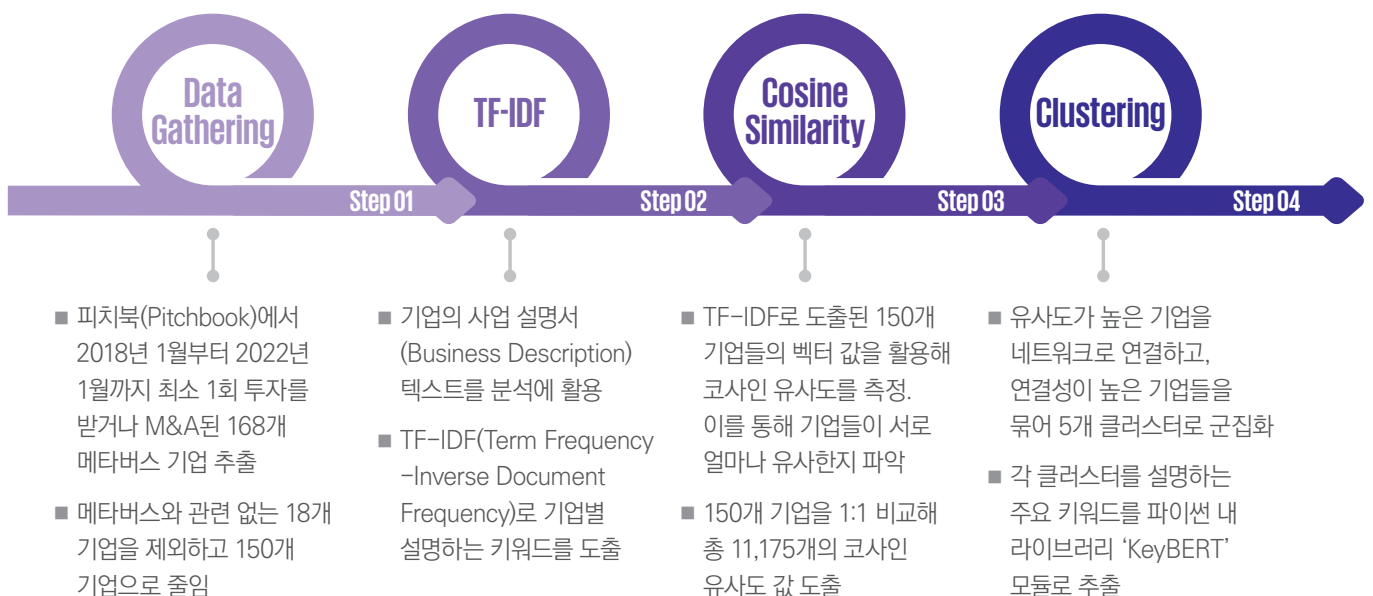 Data
Gathering
TF-IDF
Cosine
Similarity
Clustering
Step 01
Step 02
Step 03
Step 04
■ 피치북(Pitchbook)에서
2018년 1월부터 2022년
1월까지 최소 1회 투자를
받거나 M&A된 168개
메타버스 기업 추출
■ 메타버스와 관련 없는 18개
기업을 제외하고 150개
기업으로 줄임
■ 기업의 사업 설명서
(Business Description)
텍스트를 분석에 활용
■ TF-IDF(Term Frequency
-Inverse Document
Frequency)로 기업별
설명하는 키워드를 도출
■ TF-IDF로 도출된 150개
기업들의 벡터 값을 활용해
코사인 유사도를 측정.
이를 통해 기업들이 서로
얼마나 유사한지 파악
■ 150개 기업을 1:1 비교해
총 11,175개의 코사인
유사도 값 도출
■ 유사도가 높은 기업을
네트워크로 연결하고,
연결성이 높은 기업들을
묶어 5개 클러스터로 군집화
■ 각 클러스터를 설명하는
주요 키워드를 파이썬 내
라이브러리 ‘KeyBERT’
모듈로 추출